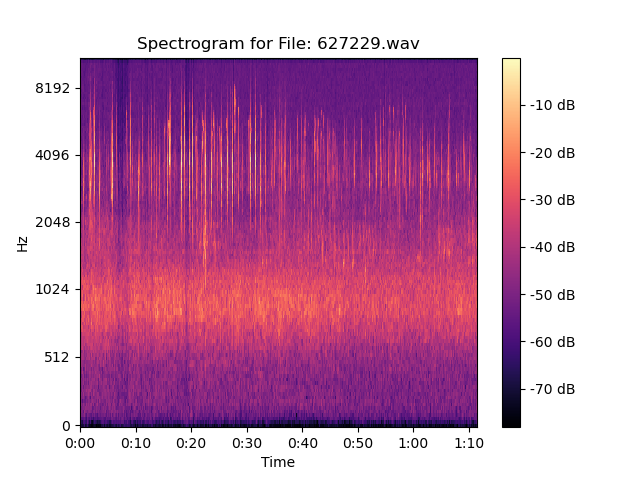 Spectrogram for File: 627229.wav
8192
4096
2048
1024
512
0
Hz
0:00 0:10 0:20 0:30 0:40 0:50 1:00 1:10
Time
-10 dB
-20 dB
-30 dB
-40 dB
-50 dB
-60 dB
-70 dB